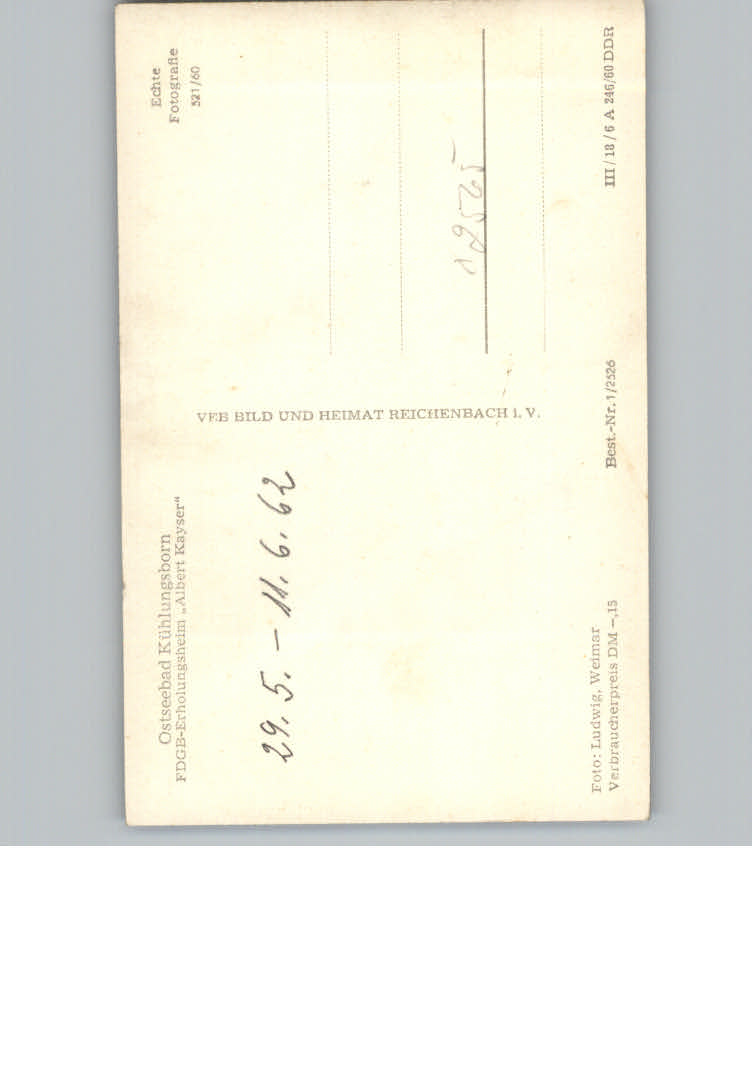 Ostseebad Kühlungsborn
FDGB-Erholungsheim „Albert Kayser“
29. 5. – 11. 6. 62
Foto: Ludwig, Weimar
Verbraucherpreis DM –,15
Best.-Nr. 1/2526
VEB BILD UND HEIMAT REICHENBACH i. V.
Echte
Fotografie
521/60
19565
III/18/6 A 246/60 DDR